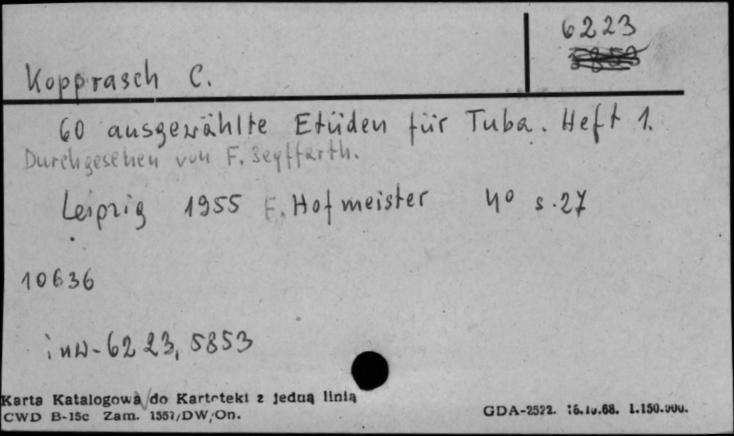 6223
Kopprasch C.
60 ausgewählte Etüden für Tuba. Heft 1.
Durchgesehen von F. Seyffarth.
Leipzig 1955 F. Hofmeister 4° s. 27
10636
inw-6223, 5853
Karta Katalogowa do Kartoteki z jedną linią
CWD B-15c Zam. 1557/DW/On.
GDA-2522. 16.10.68. 1.150.000.